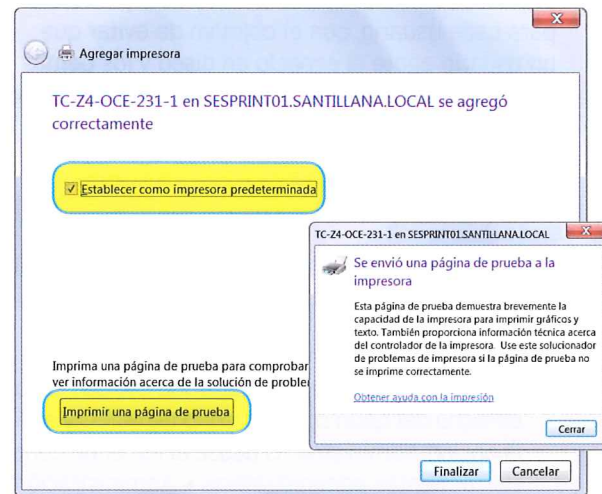 Agregar impresora
TC-Z4-OCE-231-1 en SESPRINT01.SANTILLANA.LOCAL se agregó
correctamente
Establecer como impresora predeterminada
Imprima una página de prueba para comprobar
ver información acerca de la solución de
Imprimir una página de prueba
TC-Z4-OCE-231-1 en SESPRINT01.SANTILLANA.LOCAL
Se envió una página de prueba a la
impresora
Esta página de prueba demuestra brevemente la
capacidad de la impresora para imprimir gráficos y
texto. También proporciona información técnica acerca
del controlador de la impresora. Use este solucionador
de problemas de impresora si la página de prueba no
se imprime correctamente.
Obtener ayuda con la impresión
Cerrar
Finalizar Cancelar